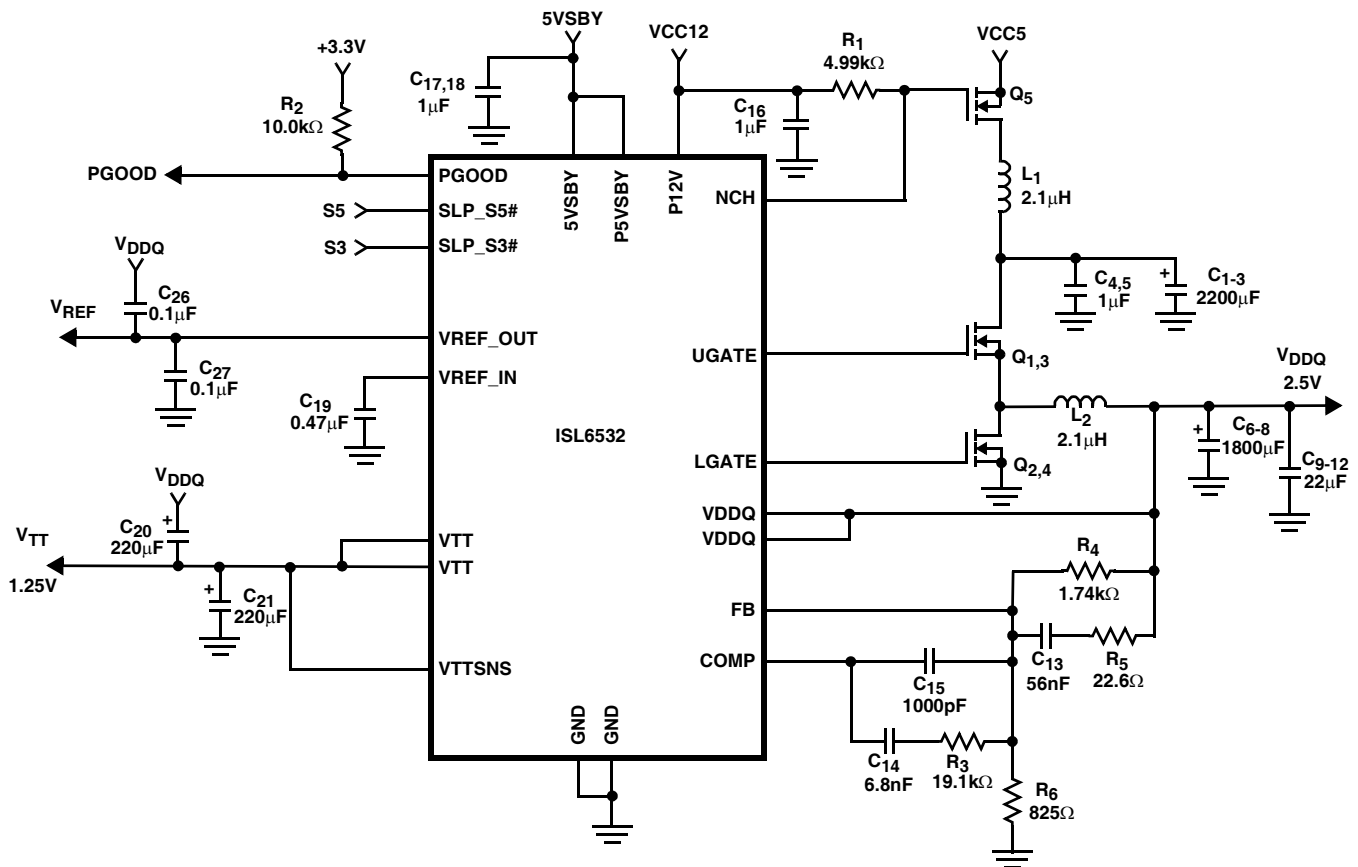 5VSBY
VCC12
VCC5
+3.3V
R1
4.99kΩ
C17,18
1µF
R2
10.0kΩ
C16
1µF
Q5
PGOOD
PGOOD
5VSBY
P5VSBY
P12V
NCH
L1
2.1µH
S5
SLP_S5#
S3
SLP_S3#
VDDQ
C26
0.1µF
VREF
VREF_OUT
C27
0.1µF
VREF_IN
C19
0.47µF
C4,5
1µF
C1-3
2200µF
UGATE
Q1,3
VDDQ
2.5V
L2
2.1µH
ISL6532
LGATE
Q2,4
C6-8
1800µF
C9-12
22µF
VDDQ
C20
220µF
VTT
1.25V
VTT
VTT
C21
220µF
VTTSNS
VDDQ
VDDQ
R4
1.74kΩ
FB
C13
56nF
R5
22.6Ω
COMP
C15
1000pF
C14
6.8nF
R3
19.1kΩ
R6
825Ω
GND
GND
+
+
+
+